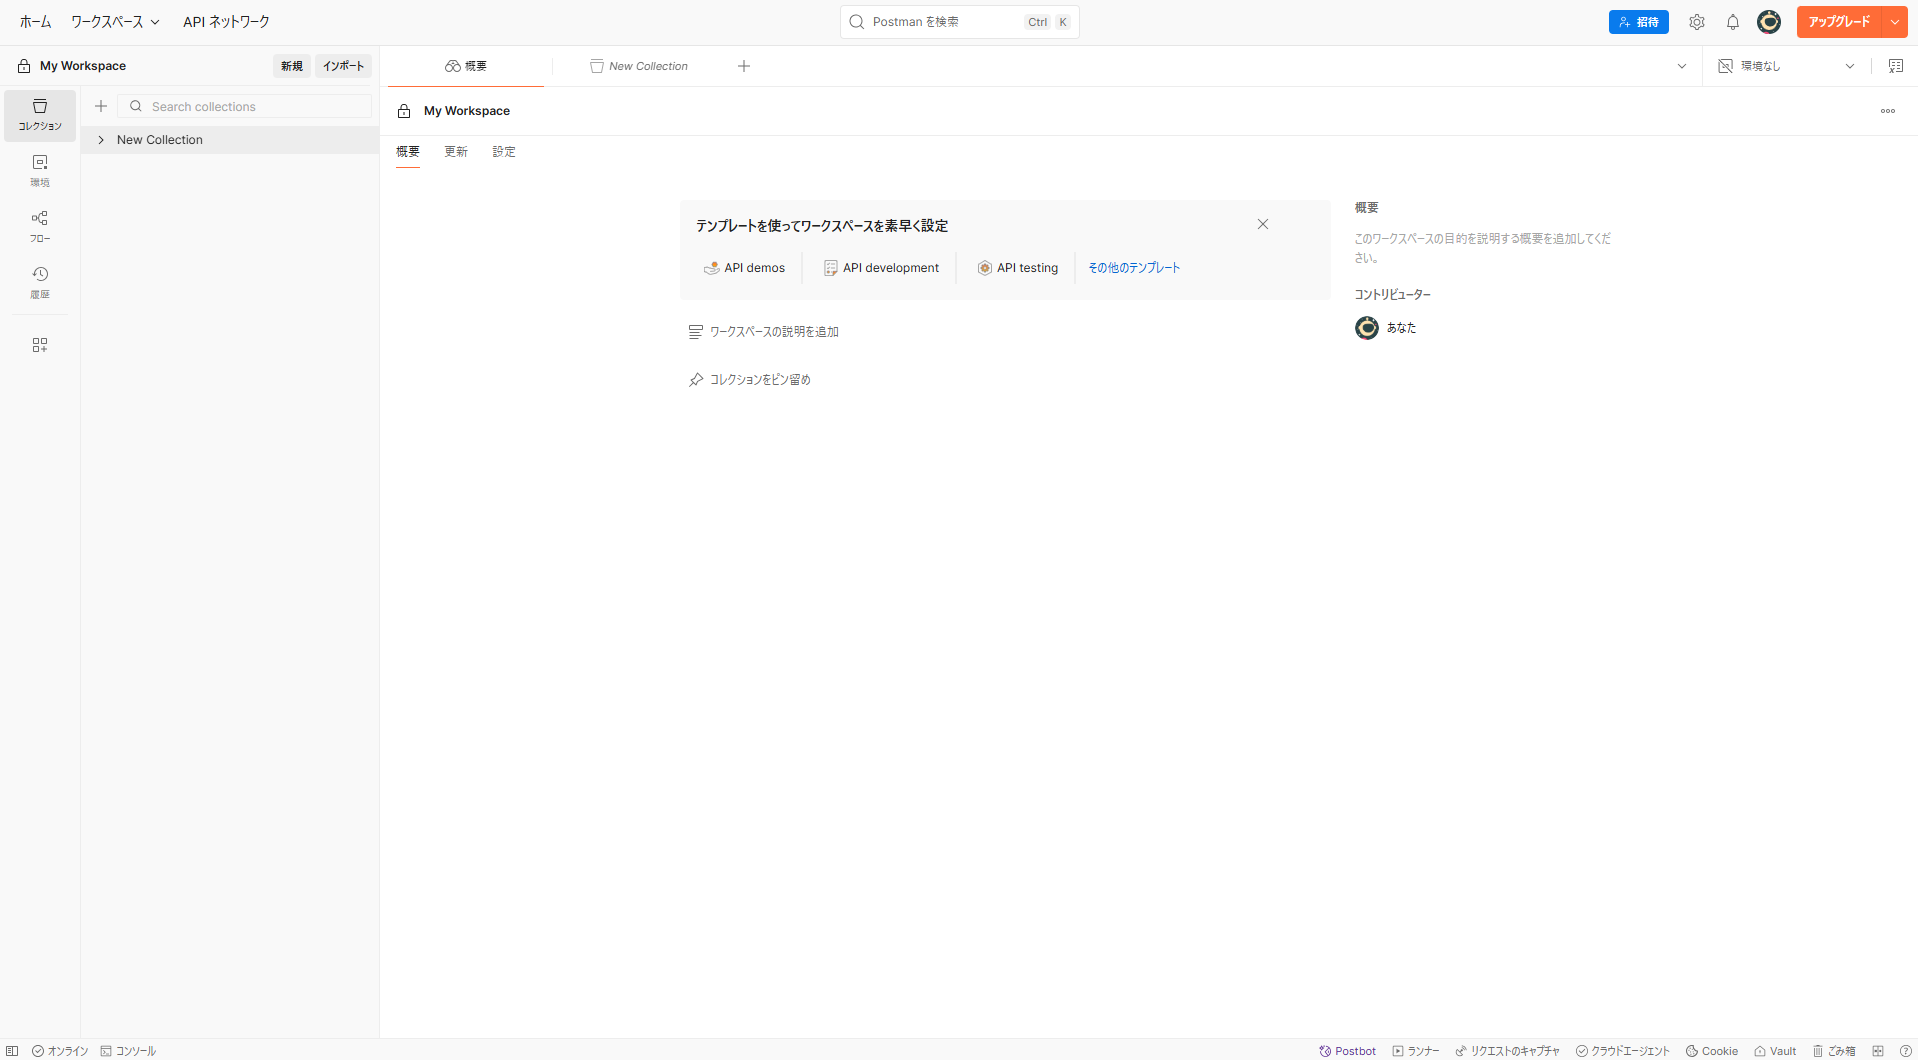 ホーム ワークスペース API ネットワーク Postman を検索 Ctrl K 招待 アップグレード
My Workspace 新規 インポート 概要 New Collection 環境なし
コレクション
Search collections
New Collection
環境
フロー
履歴
My Workspace
概要 更新 設定
テンプレートを使ってワークスペースを素早く設定
API demos API development API testing その他のテンプレート
ワークスペースの説明を追加
コレクションをピン留め
概要
このワークスペースの目的を説明する概要を追加してくだ
さい。
コントリビューター
あなた
オンライン コンソール Postbot ランナー リクエストのキャプチャ クラウドエージェント Cookie Vault ごみ箱